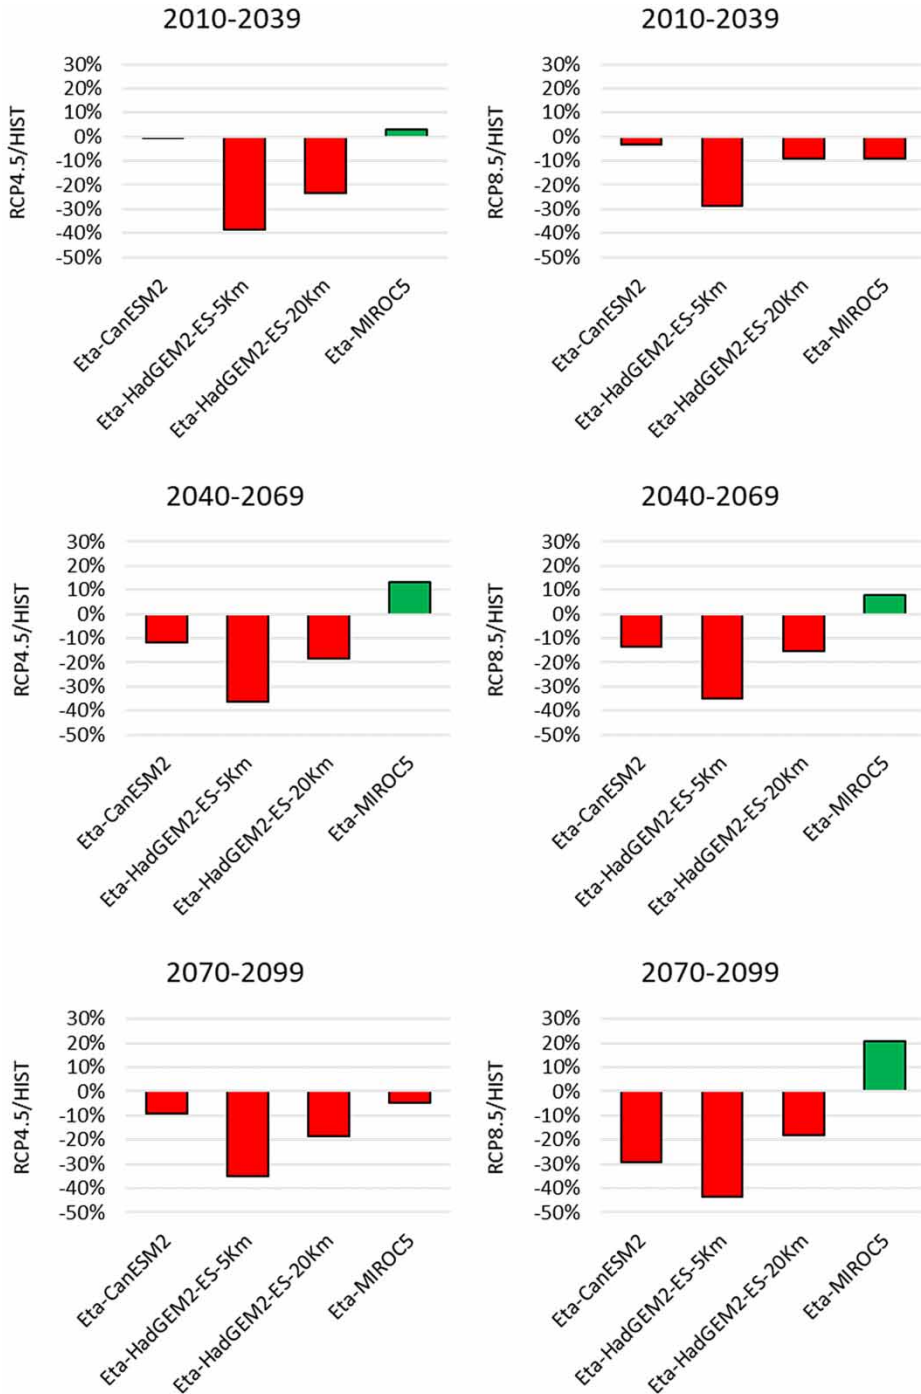 2010-2039
RCP4.5/HIST
30%
20%
10%
0%
-10%
-20%
-30%
-40%
-50%
Eta-CanESM2
Eta-HadGEM2-ES-5Km
Eta-HadGEM2-ES-20Km
Eta-MIROC5
2010-2039
RCP8.5/HIST
30%
20%
10%
0%
-10%
-20%
-30%
-40%
-50%
Eta-CanESM2
Eta-HadGEM2-ES-5Km
Eta-HadGEM2-ES-20Km
Eta-MIROC5
2040-2069
RCP4.5/HIST
30%
20%
10%
0%
-10%
-20%
-30%
-40%
-50%
Eta-CanESM2
Eta-HadGEM2-ES-5Km
Eta-HadGEM2-ES-20Km
Eta-MIROC5
2040-2069
RCP8.5/HIST
30%
20%
10%
0%
-10%
-20%
-30%
-40%
-50%
Eta-CanESM2
Eta-HadGEM2-ES-5Km
Eta-HadGEM2-ES-20Km
Eta-MIROC5
2070-2099
RCP4.5/HIST
30%
20%
10%
0%
-10%
-20%
-30%
-40%
-50%
Eta-CanESM2
Eta-HadGEM2-ES-5Km
Eta-HadGEM2-ES-20Km
Eta-MIROC5
2070-2099
RCP8.5/HIST
30%
20%
10%
0%
-10%
-20%
-30%
-40%
-50%
Eta-CanESM2
Eta-HadGEM2-ES-5Km
Eta-HadGEM2-ES-20Km
Eta-MIROC5